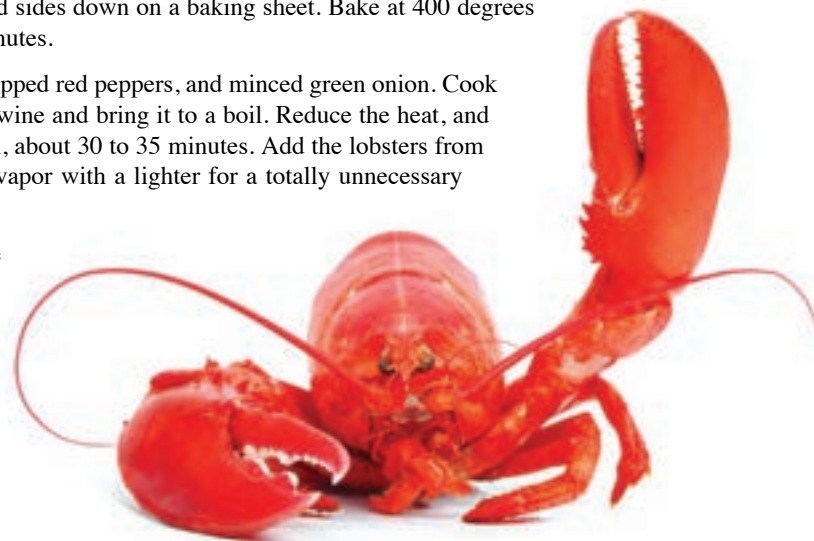 d sides down on a baking sheet. Bake at 400 degrees
nutes.
pped red peppers, and minced green onion. Cook
wine and bring it to a boil. Reduce the heat, and
, about 30 to 35 minutes. Add the lobsters from
vapor with a lighter for a totally unnecessary